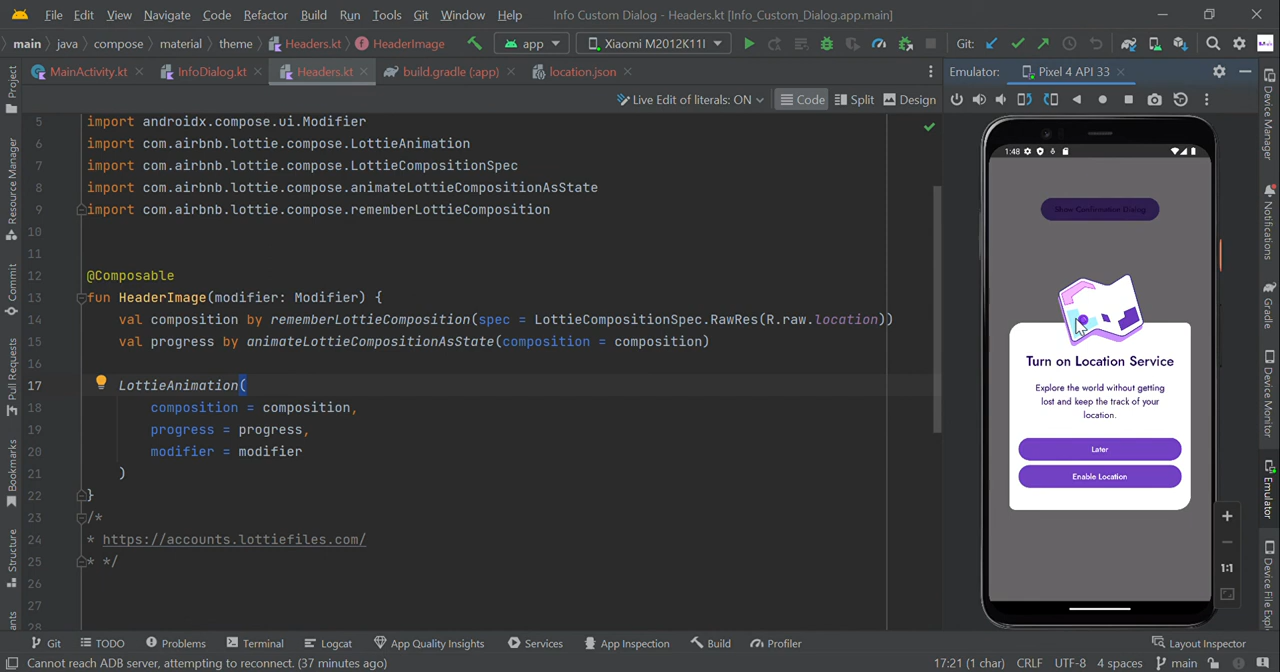 File Edit View Navigate Code Refactor Build Run Tools Git Window Help Info Custom Dialog - Headers.kt [Info_Custom_Dialog.app.main]
main java compose material theme Headers.kt HeaderImage app Xiaomi M2012K11I Git:
MainActivity.kt InfoDialog.kt Headers.kt build.gradle (:app) location.json Emulator: Pixel 4 API 33
Live Edit of literals: ON Code Split Design
5 import androidx.compose.ui.Modifier
6 import com.airbnb.lottie.compose.LottieAnimation
7 import com.airbnb.lottie.compose.LottieCompositionSpec
8 import com.airbnb.lottie.compose.animateLottieCompositionAsState
9 import com.airbnb.lottie.compose.rememberLottieComposition
10
11
12 @Composable
13 fun HeaderImage(modifier: Modifier) {
14 val composition by rememberLottieComposition(spec = LottieCompositionSpec.RawRes(R.raw.location))
15 val progress by animateLottieCompositionAsState(composition = composition)
16
17 LottieAnimation(
18 composition = composition,
19 progress = progress,
20 modifier = modifier
21 )
22 }
23 /*
24 * https://accounts.lottiefiles.com/
25 * */
26
27
28
Project
Resource Manager
Commit
Pull Requests
Bookmarks
Structure
ants
1:48
Show Confirmation Dialog
Turn on Location Service
Explore the world without getting
lost and keep the track of your
location.
Later
Enable Location
1:1
Device Manager
Notifications
Gradle
Device Monitor
Emulator
Device File Expl
Git TODO Problems Terminal Logcat App Quality Insights Services App Inspection Build Profiler Layout Inspector
Cannot reach ADB server, attempting to reconnect. (37 minutes ago) 17:21 (1 char) CRLF UTF-8 4 spaces main